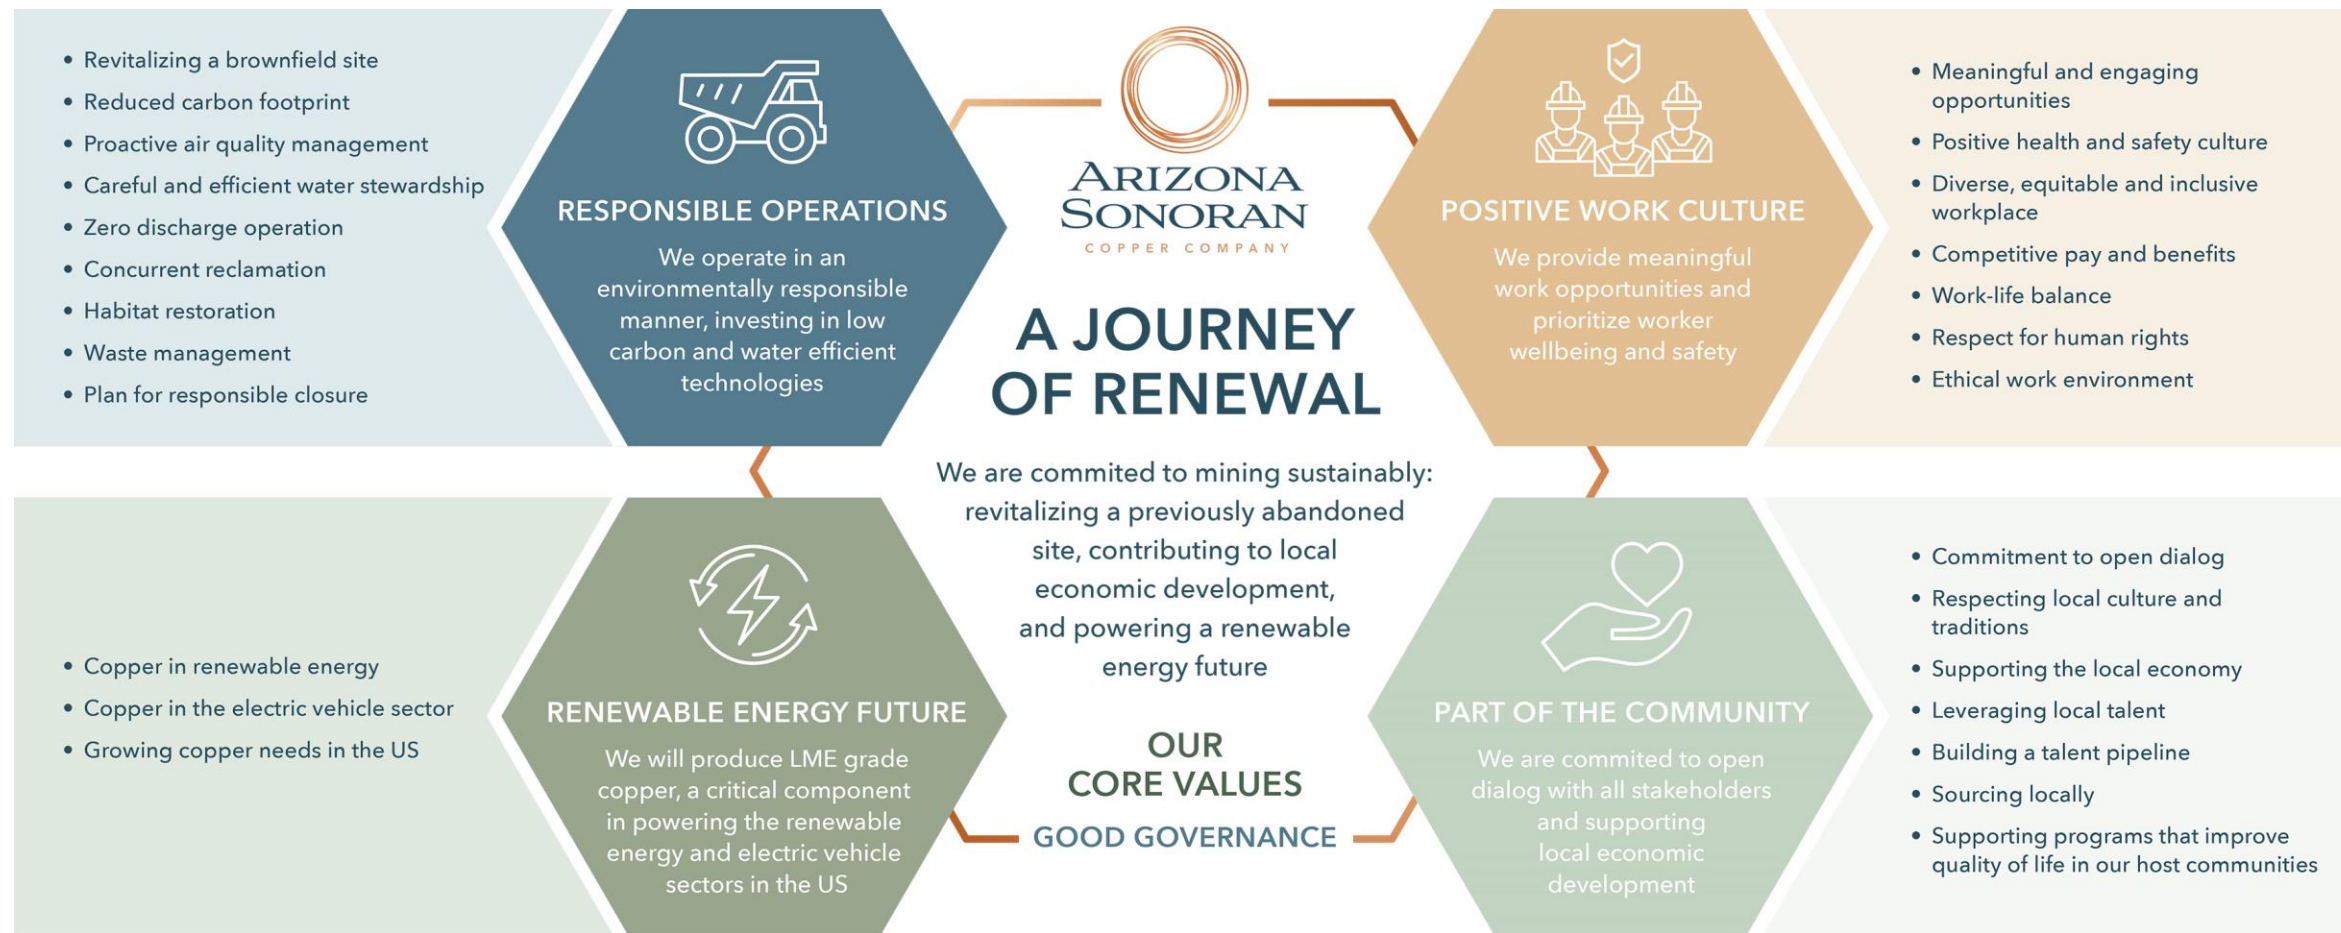 • Revitalizing a brownfield site
• Reduced carbon footprint
• Proactive air quality management
• Careful and efficient water stewardship
• Zero discharge operation
• Concurrent reclamation
• Habitat restoration
• Waste management
• Plan for responsible closure
RESPONSIBLE OPERATIONS
We operate in an
environmentally responsible
manner, investing in low
carbon and water efficient
technologies
ARIZONA
SONORAN
COPPER COMPANY
A JOURNEY
OF RENEWAL
We are commited to mining sustainably:
revitalizing a previously abandoned
site, contributing to local
economic development,
and powering a renewable
energy future
OUR
CORE VALUES
GOOD GOVERNANCE
POSITIVE WORK CULTURE
We provide meaningful
work opportunities and
prioritize worker
wellbeing and safety
• Meaningful and engaging
opportunities
• Positive health and safety culture
• Diverse, equitable and inclusive
workplace
• Competitive pay and benefits
• Work-life balance
• Respect for human rights
• Ethical work environment
• Copper in renewable energy
• Copper in the electric vehicle sector
• Growing copper needs in the US
RENEWABLE ENERGY FUTURE
We will produce LME grade
copper, a critical component
in powering the renewable
energy and electric vehicle
sectors in the US
PART OF THE COMMUNITY
We are commited to open
dialog with all stakeholders
and supporting
local economic
development
• Commitment to open dialog
• Respecting local culture and
traditions
• Supporting the local economy
• Leveraging local talent
• Building a talent pipeline
• Sourcing locally
• Supporting programs that improve
quality of life in our host communities